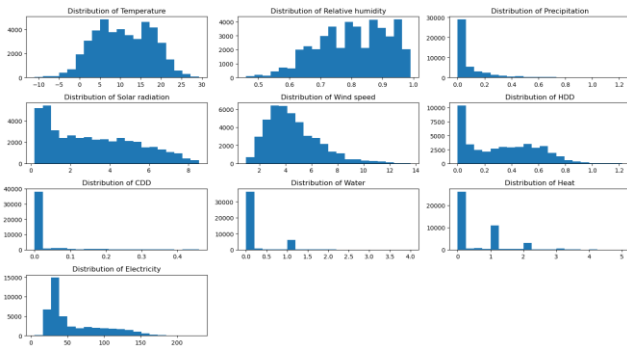 Distribution of Temperature
4000
2000
0
−10 −5 0 5 10 15 20 25 30
Distribution of Relative humidity
4000
2000
0
0.5 0.6 0.7 0.8 0.9 1.0
Distribution of Precipitation
30000
20000
10000
0
0.0 0.2 0.4 0.6 0.8 1.0 1.2
Distribution of Solar radiation
4000
2000
0
2 4 6 8
Distribution of Wind speed
6000
4000
2000
0
2 4 6 8 10 12 14
Distribution of HDD
10000
7500
5000
2500
0
0.0 0.2 0.4 0.6 0.8 1.0 1.2
Distribution of CDD
40000
30000
20000
10000
0
0.0 0.1 0.2 0.3 0.4
Distribution of Water
30000
20000
10000
0
0.0 0.5 1.0 1.5 2.0 2.5 3.0 3.5 4.0
Distribution of Heat
20000
10000
0
0 1 2 3 4 5
Distribution of Electricity
15000
10000
5000
0
0 50 100 150 200